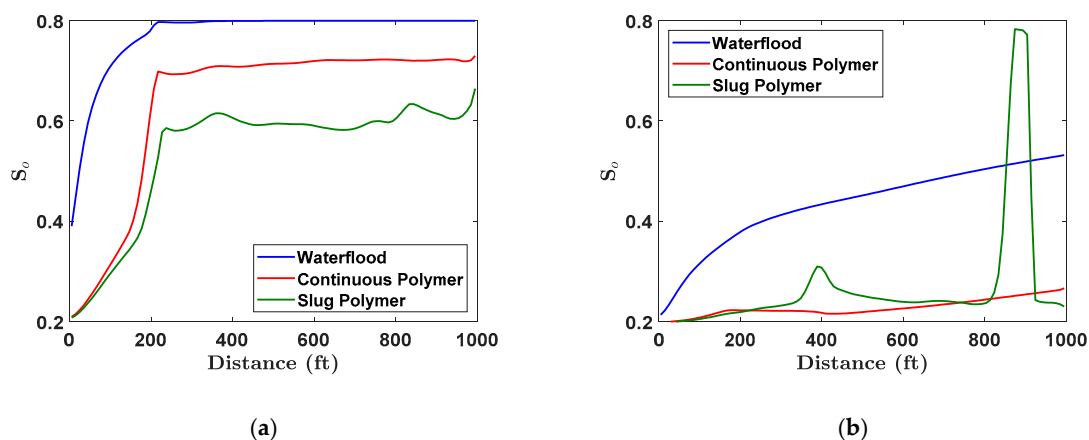 0.8
0.6
0.4
0.2
S_o
0 200 400 600 800 1000
Distance (ft)
Waterflood
Continuous Polymer
Slug Polymer
(a)
0.8
0.6
0.4
0.2
S_o
0 200 400 600 800 1000
Distance (ft)
Waterflood
Continuous Polymer
Slug Polymer
(b)